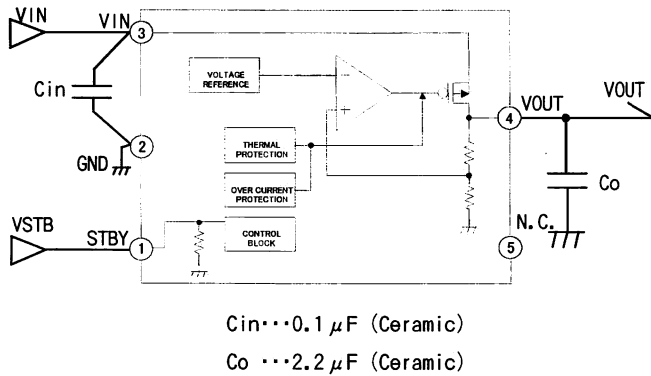 VIN
VIN
3
VOLTAGE
REFERENCE
-
+
Cin
2
GND
THERMAL
PROTECTION
OVER CURRENT
PROTECTION
VOUT
4
VOUT
Co
VSTB
STBY
1
CONTROL
BLOCK
N.C.
5
Cin···0.1μF (Ceramic)
Co ···2.2μF (Ceramic)